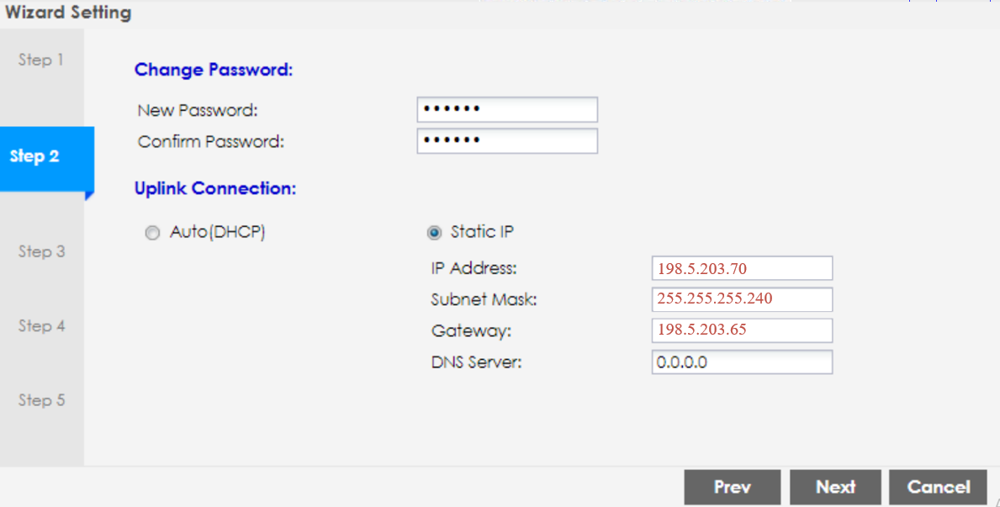 Wizard Setting
Step 1
Change Password:
New Password: ••••••
Confirm Password: ••••••
Step 2
Uplink Connection:
Auto(DHCP) Static IP
Step 3
IP Address: 198.5.203.70
Subnet Mask: 255.255.255.240
Step 4
Gateway: 198.5.203.65
DNS Server: 0.0.0.0
Step 5
Prev Next Cancel